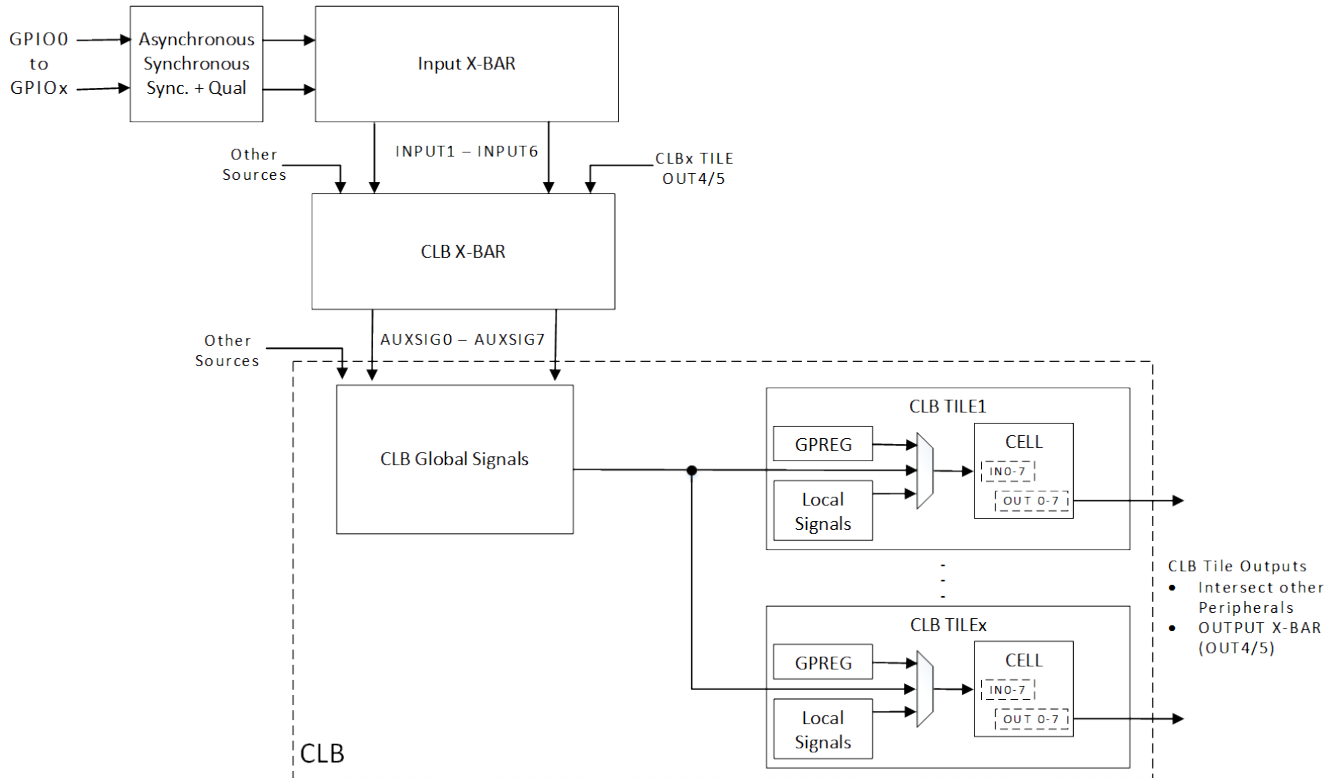 GPIO0
to
GPIOx
Asynchronous
Synchronous
Sync. + Qual
Input X-BAR
Other
Sources
INPUT1 – INPUT6
CLBx TILE
OUT4/5
CLB X-BAR
Other
Sources
AUXSIG0 – AUXSIG7
CLB Global Signals
CLB TILE1
GPREG
Local
Signals
CELL
IN0-7
OUT 0-7
CLB Tile Outputs
• Intersect other
Peripherals
• OUTPUT X-BAR
(OUT4/5)
CLB TILEx
GPREG
Local
Signals
CELL
IN0-7
OUT 0-7
CLB